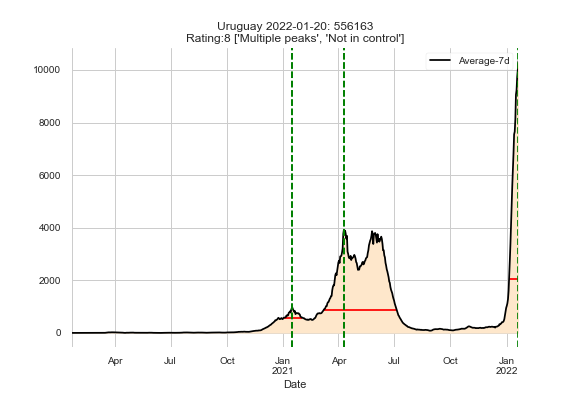 Uruguay 2022-01-20: 556163
Rating:8 ['Multiple peaks', 'Not in control']
Average-7d
10000
8000
6000
4000
2000
0
Apr Jul Oct Jan Apr Jul Oct Jan
2021 2022
Date